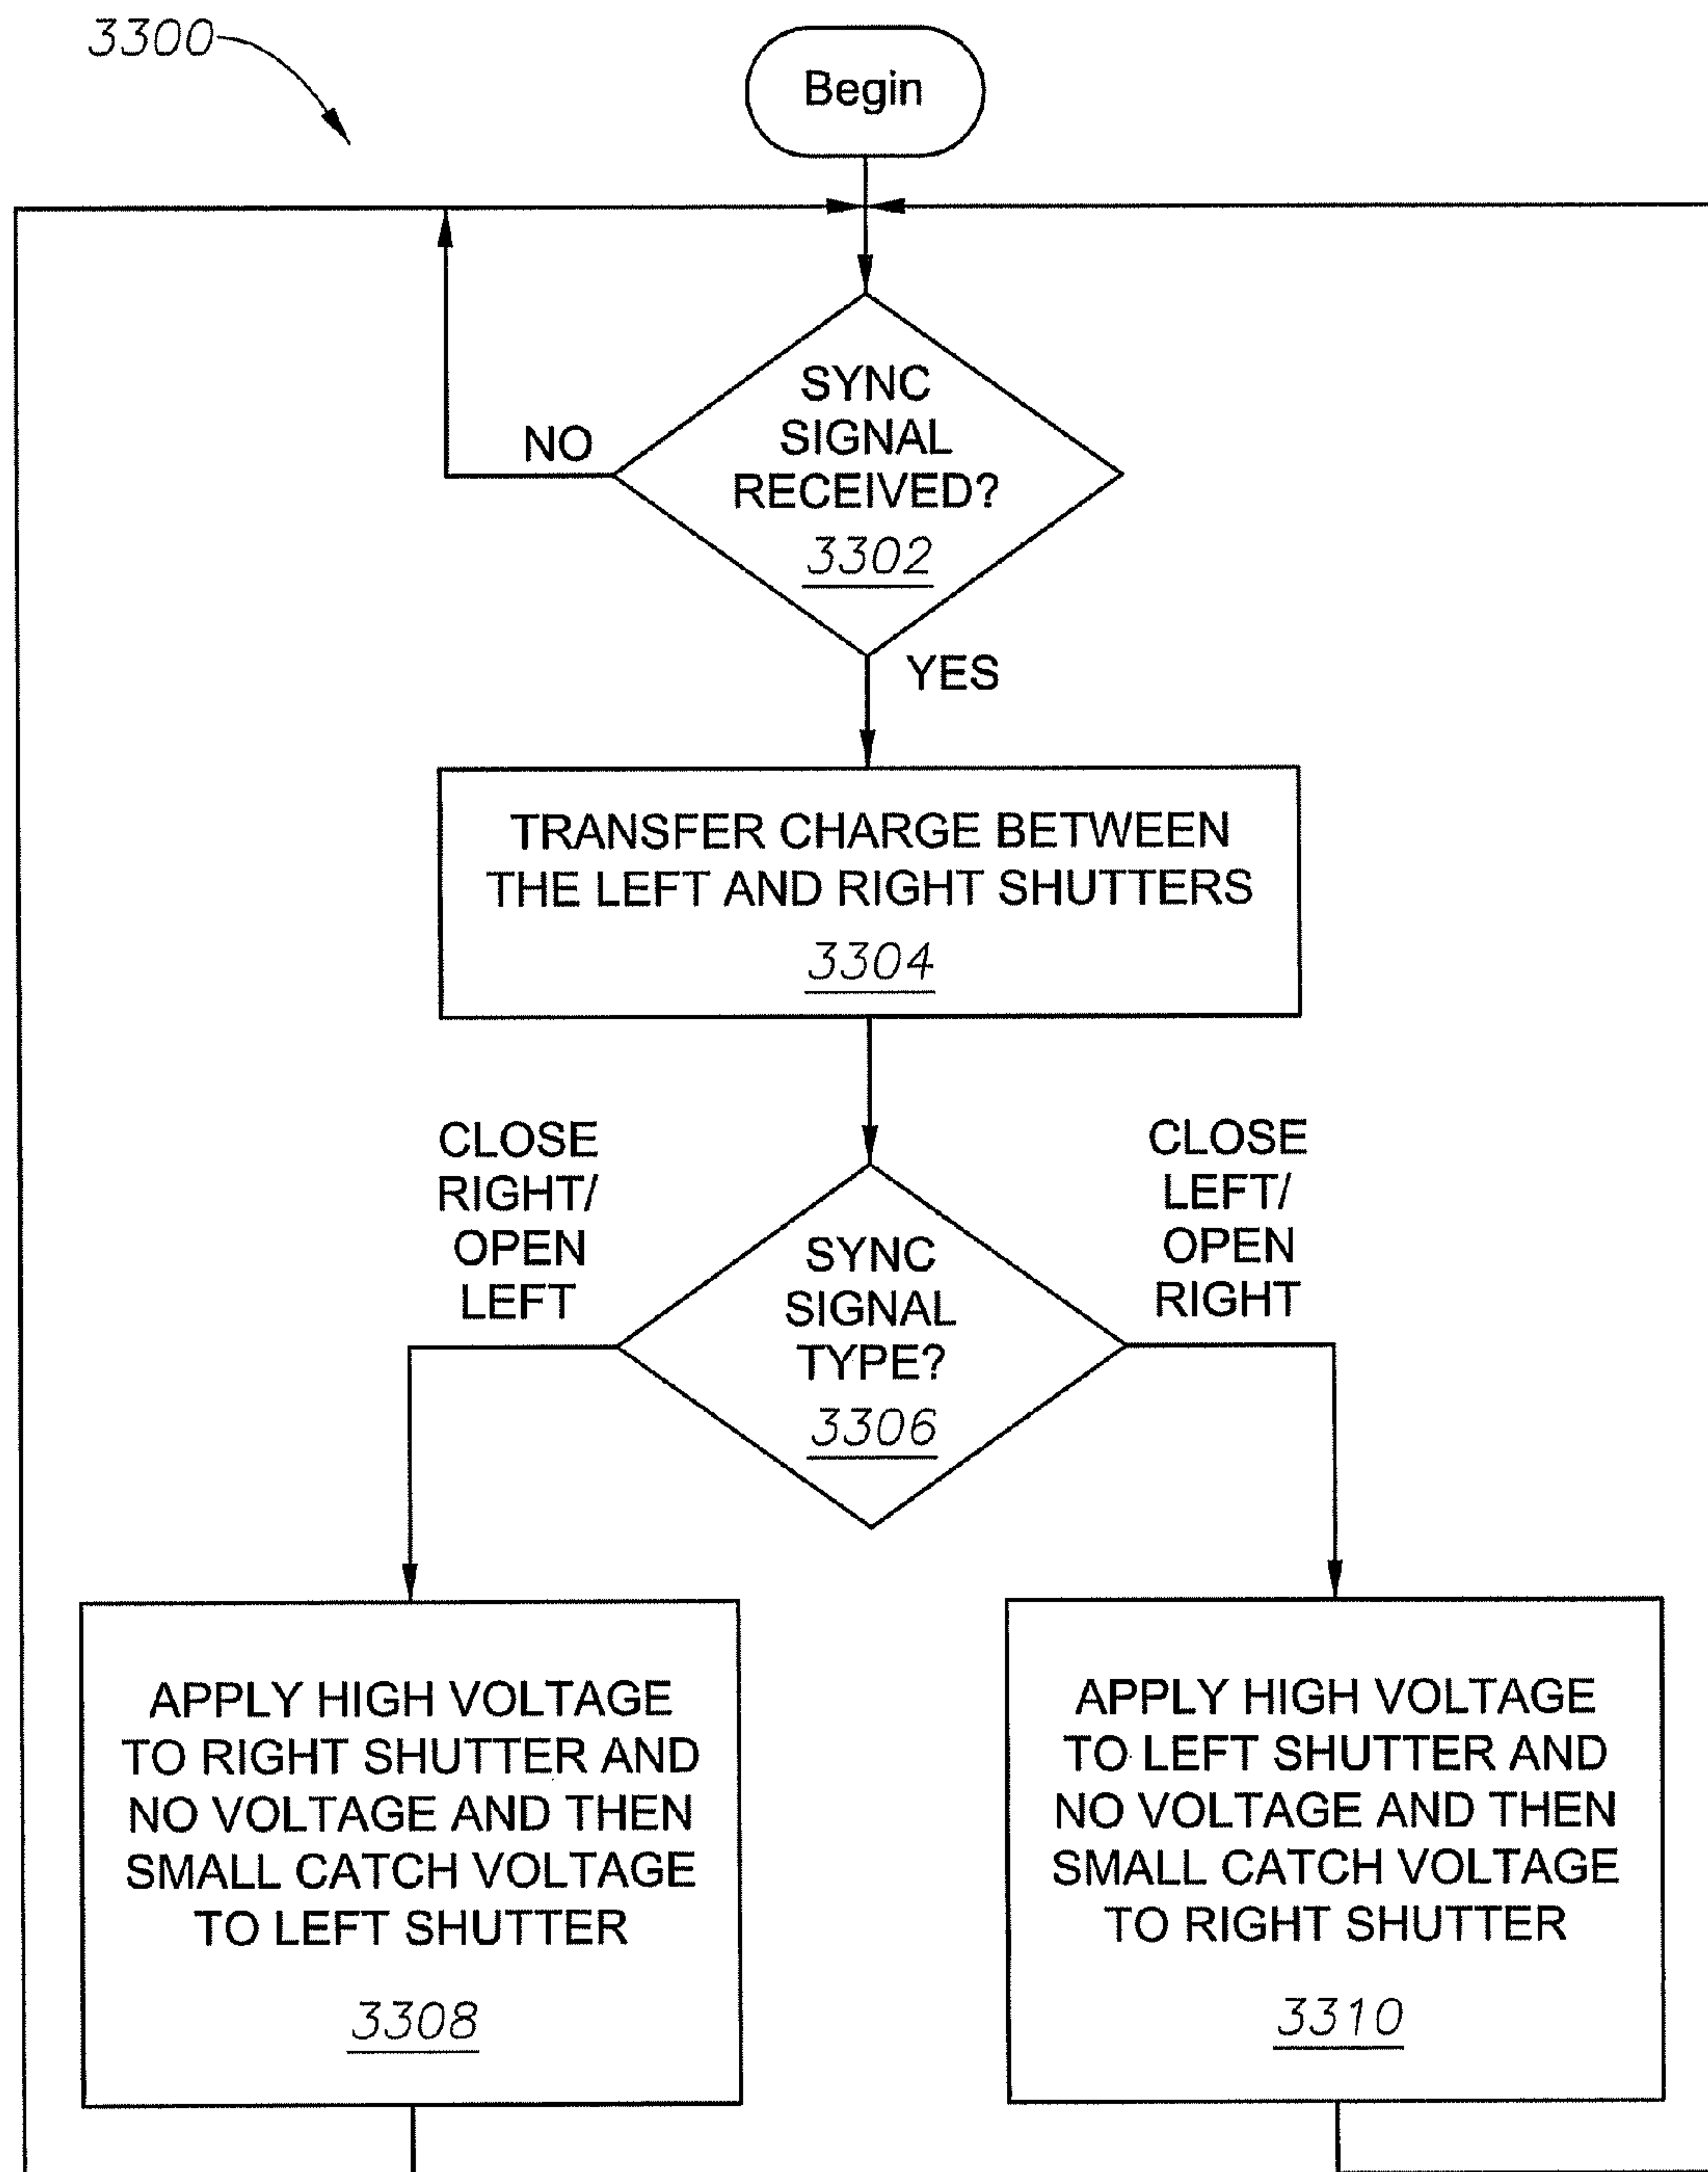 3300
Begin
SYNC
SIGNAL
RECEIVED?
3302
NO
YES
TRANSFER CHARGE BETWEEN
THE LEFT AND RIGHT SHUTTERS
3304
CLOSE
RIGHT/
OPEN
LEFT
CLOSE
LEFT/
OPEN
RIGHT
SYNC
SIGNAL
TYPE?
3306
APPLY HIGH VOLTAGE
TO RIGHT SHUTTER AND
NO VOLTAGE AND THEN
SMALL CATCH VOLTAGE
TO LEFT SHUTTER
3308
APPLY HIGH VOLTAGE
TO LEFT SHUTTER AND
NO VOLTAGE AND THEN
SMALL CATCH VOLTAGE
TO RIGHT SHUTTER
3310